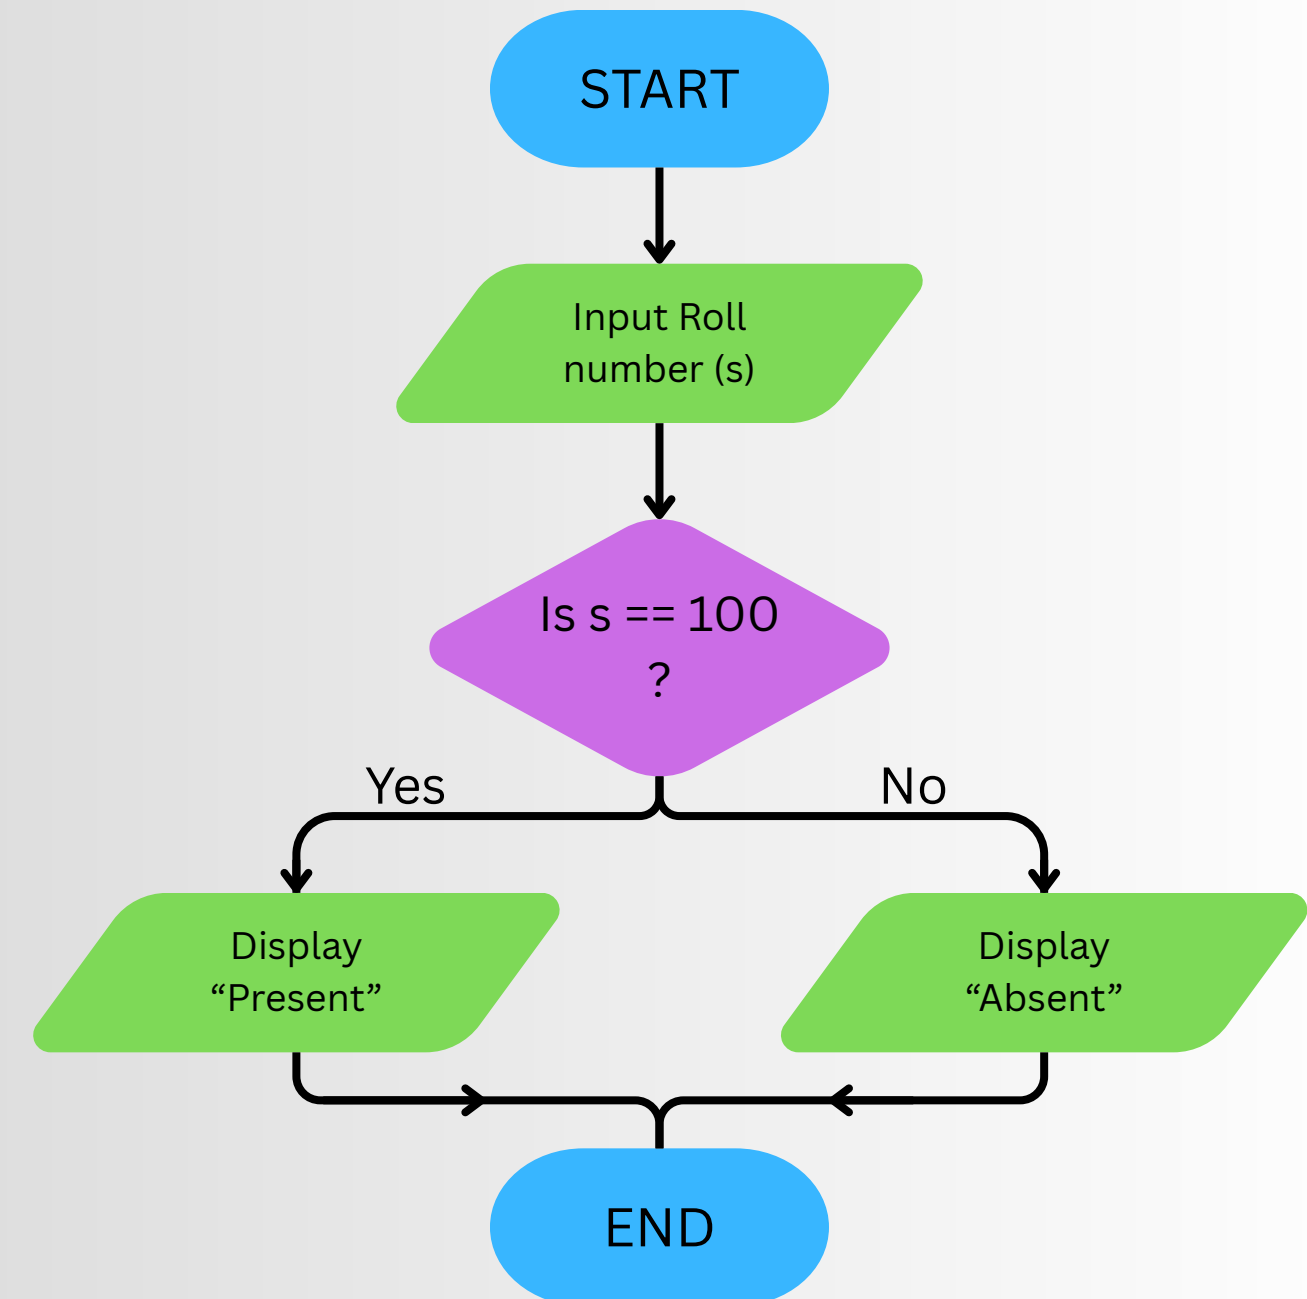 START
Input Roll
number (s)
Is s == 100
?
Yes
No
Display
“Present”
Display
“Absent”
END